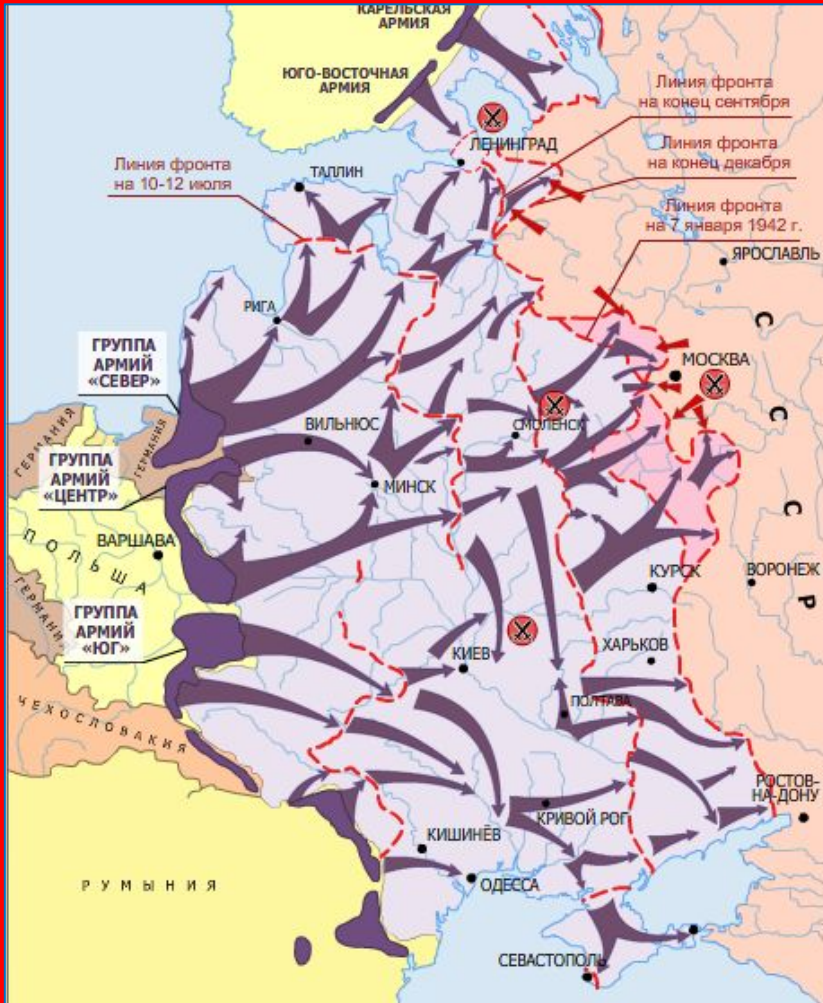 КАРЕЛЬСКАЯ
АРМИЯ
ЮГО-ВОСТОЧНАЯ
АРМИЯ
Линия фронта
на конец сентября
ЛЕНИНГРАД
Линия фронта
на конец декабря
Линия фронта
на 10-12 июля
ТАЛЛИН
Линия фронта
на 7 января 1942 г.
ЯРОСЛАВЛЬ
РИГА
ГРУППА
АРМИЙ
«СЕВЕР»
МОСКВА
ГЕРМАНИЯ
ГЕРМАНИЯ
ВИЛЬНЮС
СМОЛЕНСК
ГРУППА
АРМИЙ
«ЦЕНТР»
МИНСК
СССР
ПОЛЬША
ВАРШАВА
КУРСК
ВОРОНЕЖ
ГЕРМАНИЯ
ГРУППА
АРМИЙ
«ЮГ»
КИЕВ
ХАРЬКОВ
ПОЛТАВА
ЧЕХОСЛОВАКИЯ
РОСТОВ-
НА-ДОНУ
КРИВОЙ РОГ
КИШИНЁВ
РУМЫНИЯ
ОДЕССА
СЕВАСТОПОЛЬ